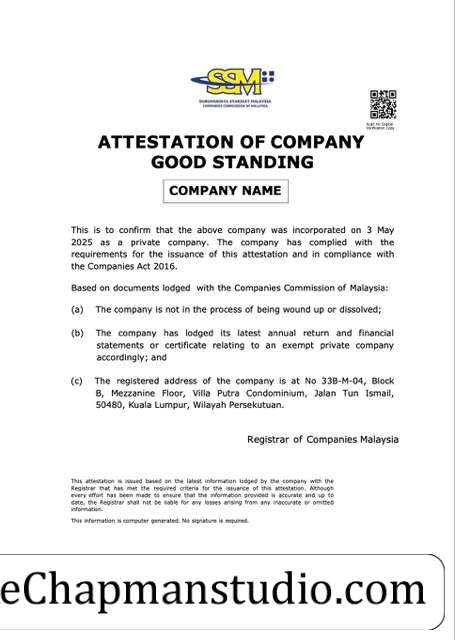 SSM
SURUHANJAYA SYARIKAT MALAYSIA
COMPANIES COMMISSION OF MALAYSIA
Scan for Digital
Verification Copy
ATTESTATION OF COMPANY
GOOD STANDING
COMPANY NAME
This is to confirm that the above company was incorporated on 3 May
2025 as a private company. The company has complied with the
requirements for the issuance of this attestation and in compliance with
the Companies Act 2016.
Based on documents lodged with the Companies Commission of Malaysia:
(a) The company is not in the process of being wound up or dissolved;
(b) The company has lodged its latest annual return and financial
statements or certificate relating to an exempt private company
accordingly; and
(c) The registered address of the company is at No 33B-M-04, Block
B, Mezzanine Floor, Villa Putra Condominium, Jalan Tun Ismail,
50480, Kuala Lumpur, Wilayah Persekutuan.
Registrar of Companies Malaysia
This attestation is issued based on the latest information lodged by the company with the
Registrar that has met the required criteria for the issuance of this attestation. Although
every effort has been made to ensure that the information provided is accurate and up to
date, the Registrar shall not be liable for any losses arising from any inaccurate or omitted
information.
This information is computer generated. No signature is required.
eChapmanstudio.com